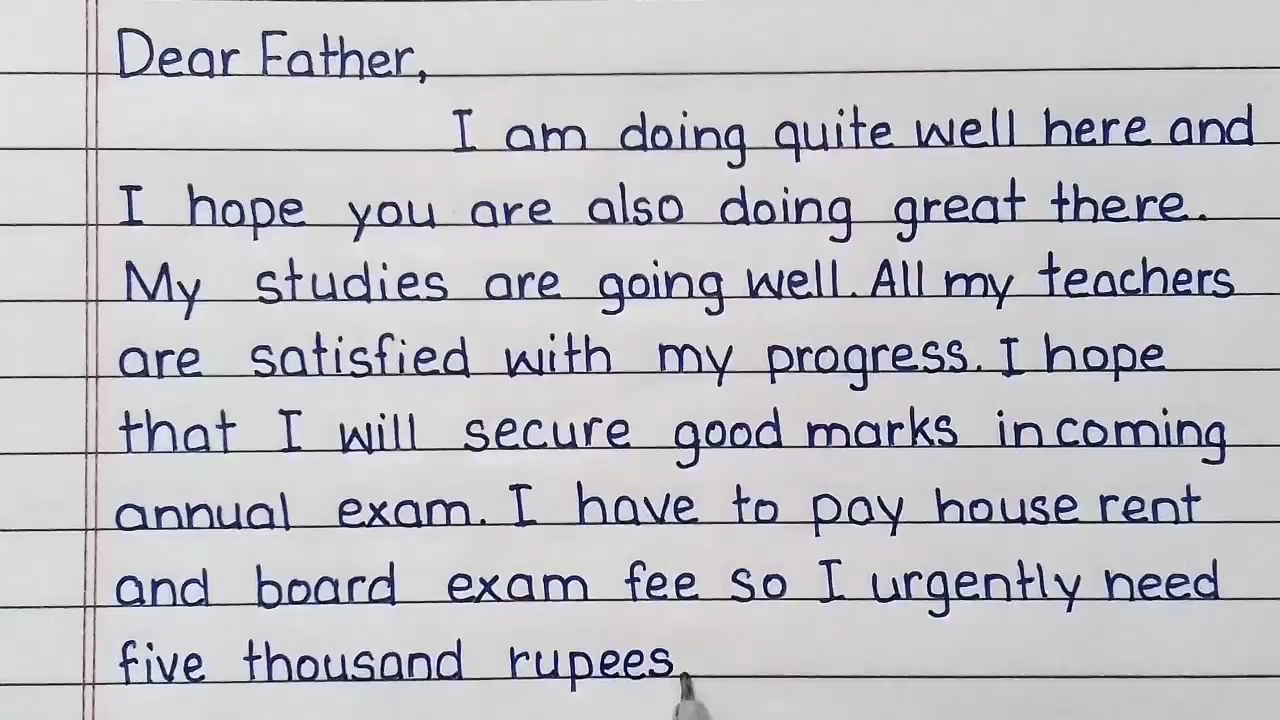 Dear Father,
I am doing quite well here and
I hope you are also doing great there.
My studies are going well. All my teachers
are satisfied with my progress. I hope
that I will secure good marks in coming
annual exam. I have to pay house rent
and board exam fee so I urgently need
five thousand rupees.